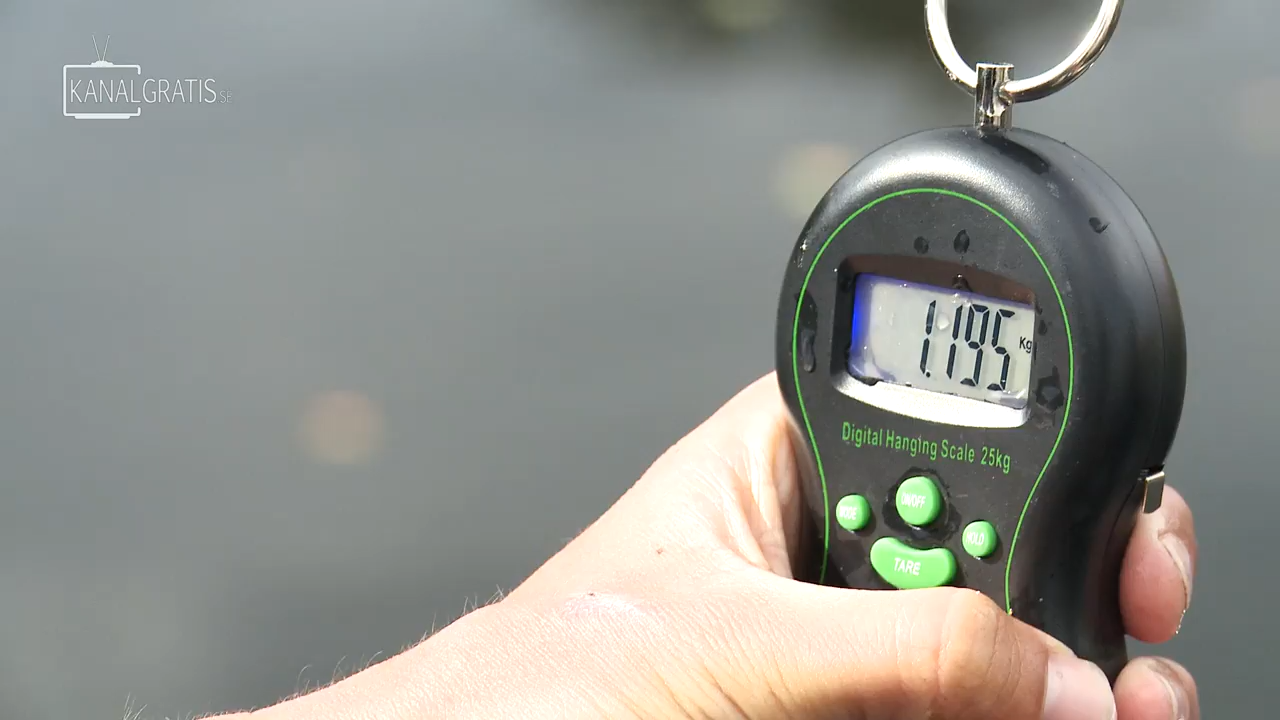 KANALGRATIS.SE
1.195 Kg
Digital Hanging Scale 25kg
ON/OFF
MODE
HOLD
TARE